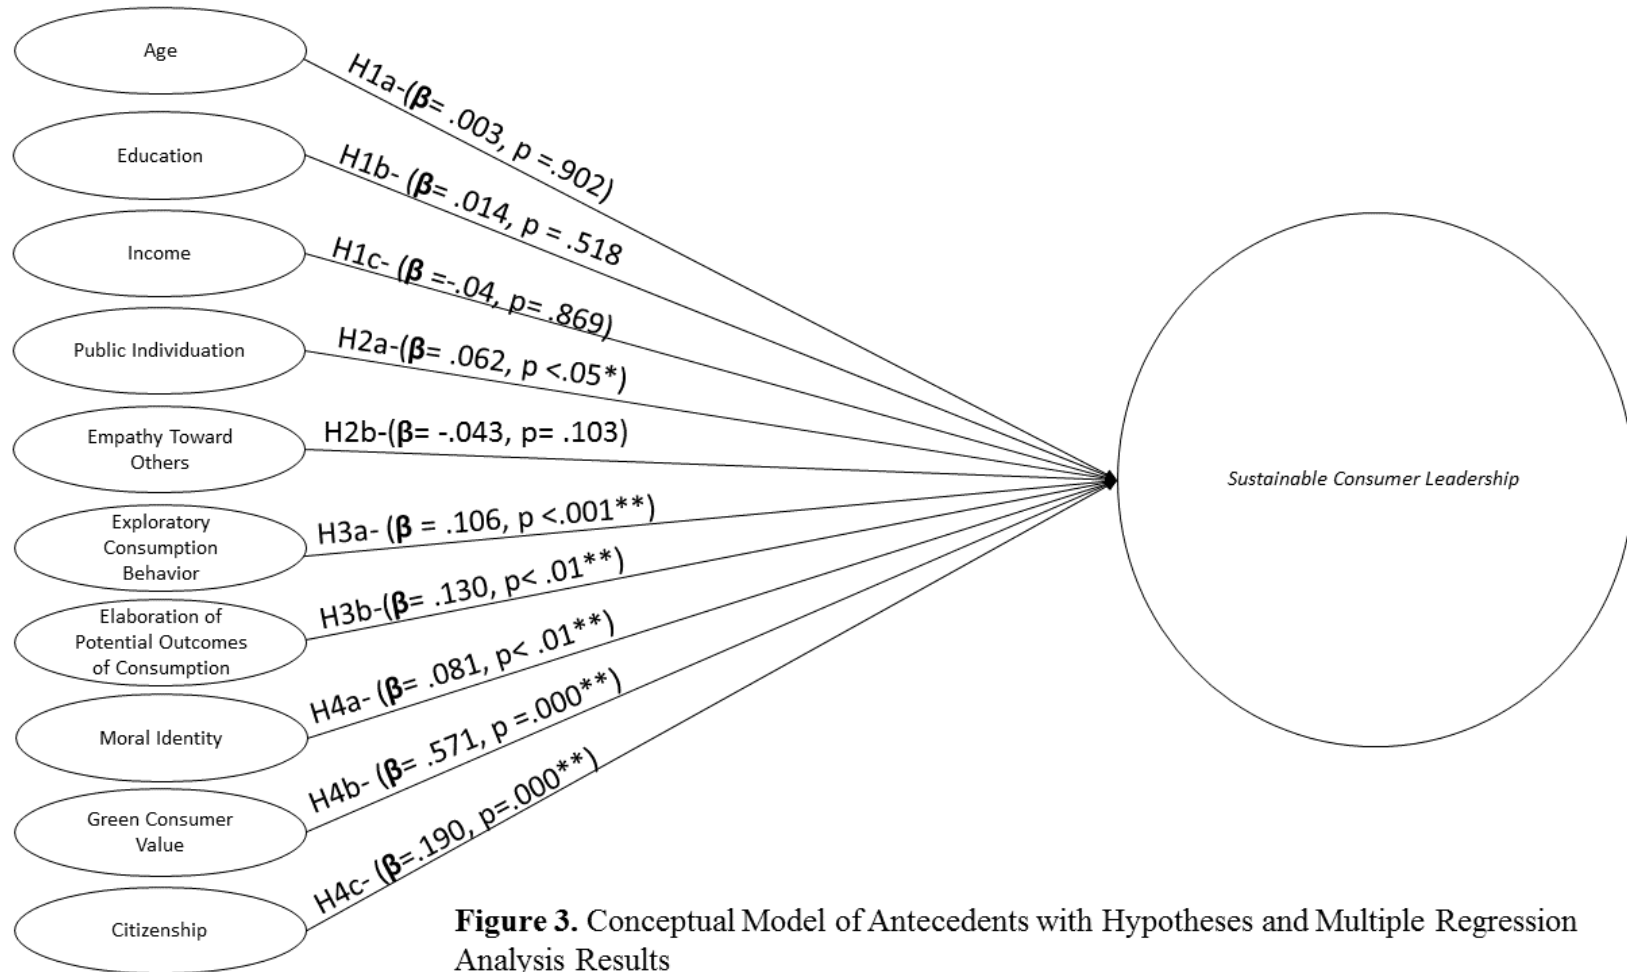 Age
H1a-(β= .003, p =.902)
Education
H1b- (β= .014, p = .518
Income
H1c- (β =-.04, p= .869)
Public Individuation
H2a-(β= .062, p <.05*)
Empathy Toward
Others
H2b-(β= -.043, p= .103)
Exploratory
Consumption
Behavior
H3a- (β = .106, p <.001**)
Elaboration of
Potential Outcomes
of Consumption
H3b-(β= .130, p< .01**)
Moral Identity
H4a- (β= .081, p< .01**)
Green Consumer
Value
H4b- (β= .571, p =.000**)
Citizenship
H4c- (β=.190, p=.000**)
Sustainable Consumer Leadership
Figure 3. Conceptual Model of Antecedents with Hypotheses and Multiple Regression
Analysis Results